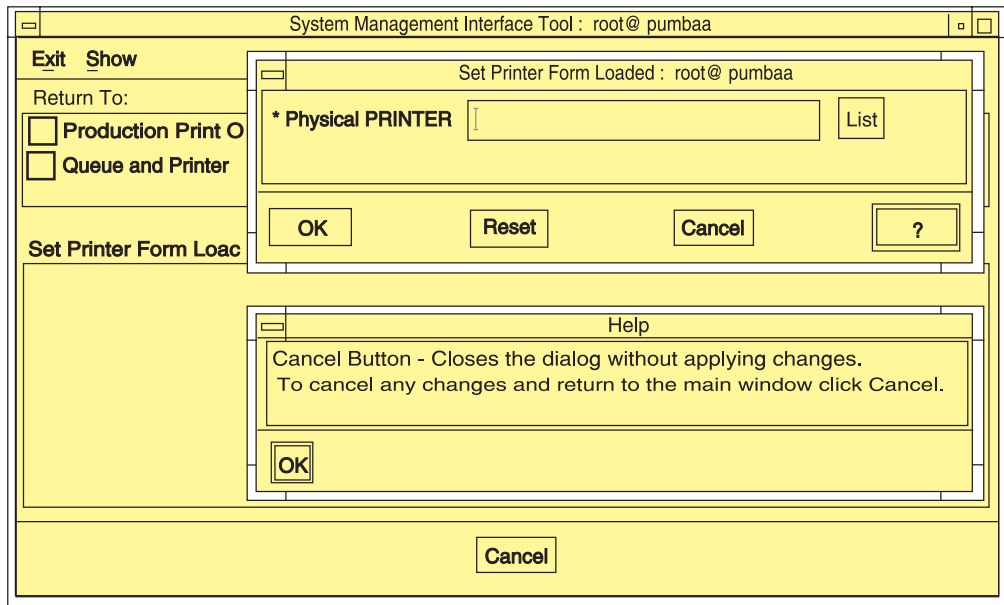 System Management Interface Tool : root@ pumbaa
Exit Show
Return To:
Production Print O
Queue and Printer
Set Printer Form Loac
Set Printer Form Loaded : root@ pumbaa
* Physical PRINTER
List
OK Reset Cancel ?
Help
Cancel Button - Closes the dialog without applying changes.
To cancel any changes and return to the main window click Cancel.
OK
Cancel